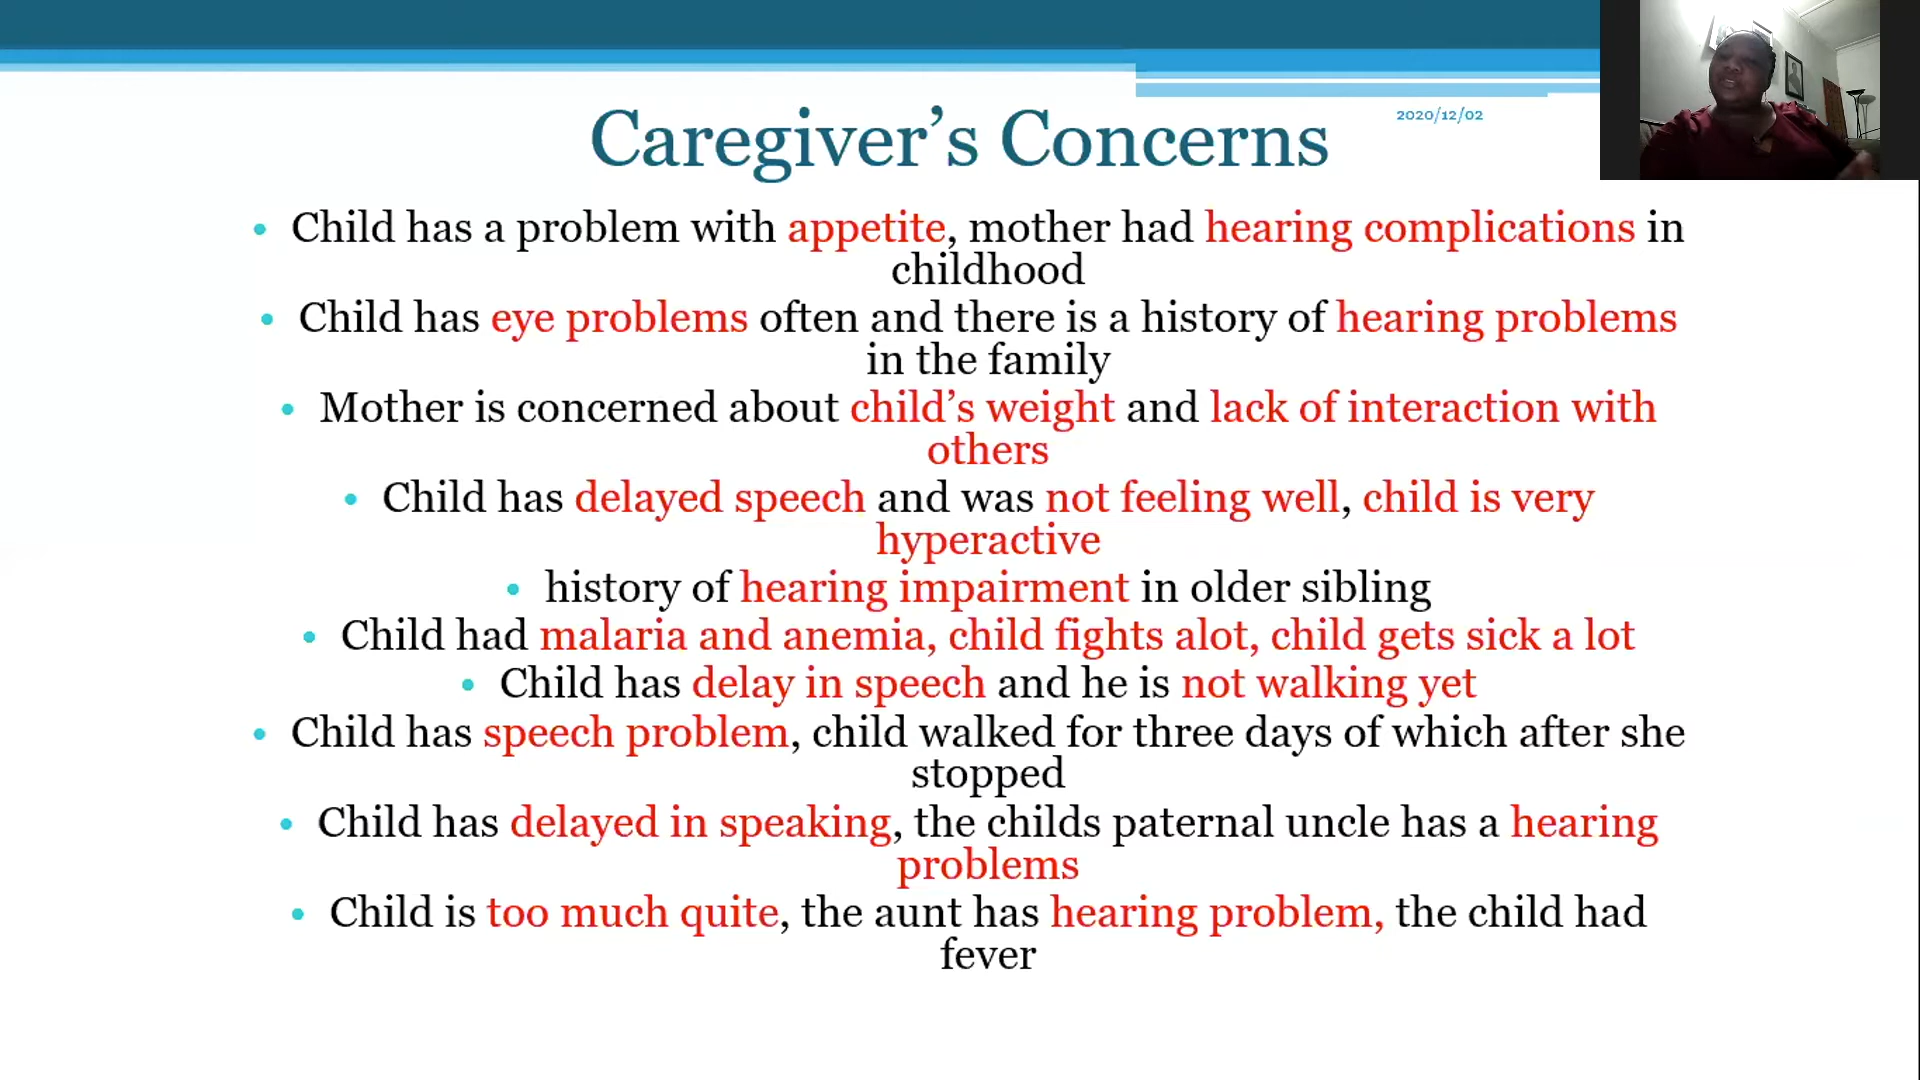 2020/12/02
Caregiver’s Concerns
• Child has a problem with appetite, mother had hearing complications in
childhood
• Child has eye problems often and there is a history of hearing problems
in the family
• Mother is concerned about child’s weight and lack of interaction with
others
• Child has delayed speech and was not feeling well, child is very
hyperactive
• history of hearing impairment in older sibling
• Child had malaria and anemia, child fights alot, child gets sick a lot
• Child has delay in speech and he is not walking yet
• Child has speech problem, child walked for three days of which after she
stopped
• Child has delayed in speaking, the childs paternal uncle has a hearing
problems
• Child is too much quite, the aunt has hearing problem, the child had
fever